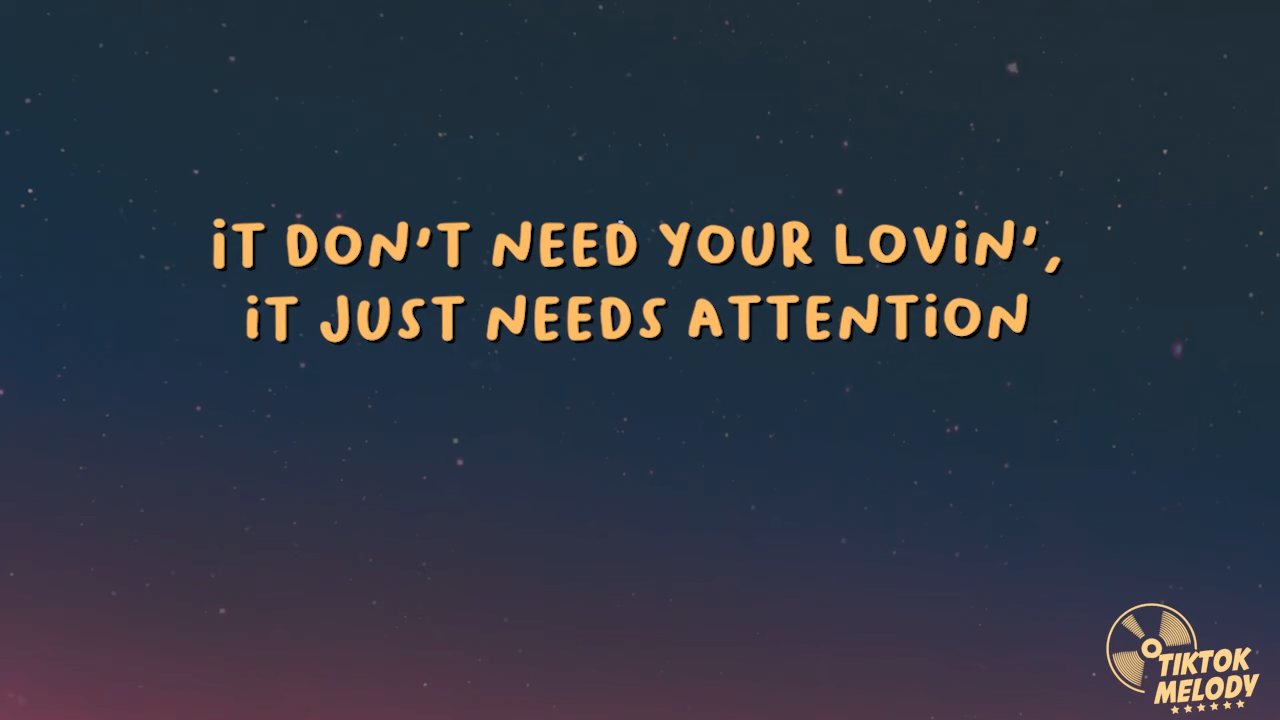 iT DON'T NEED YOUR LOViN',
iT JUST NEEDS ATTENTiON
TIKTOK
MELODY